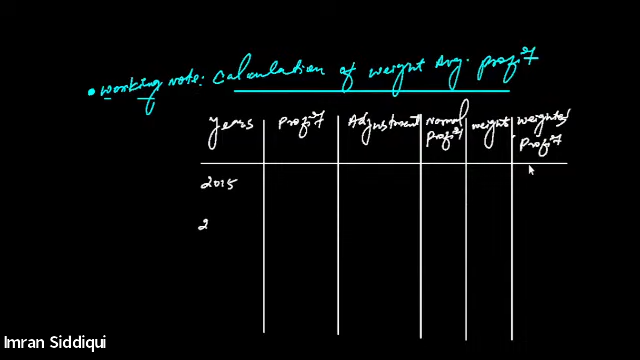 • working note: Calculation of weight Avg. profit
Years Profit Adjustment Normal Profit weight weighted Profit
2015
2
Imran Siddiqui